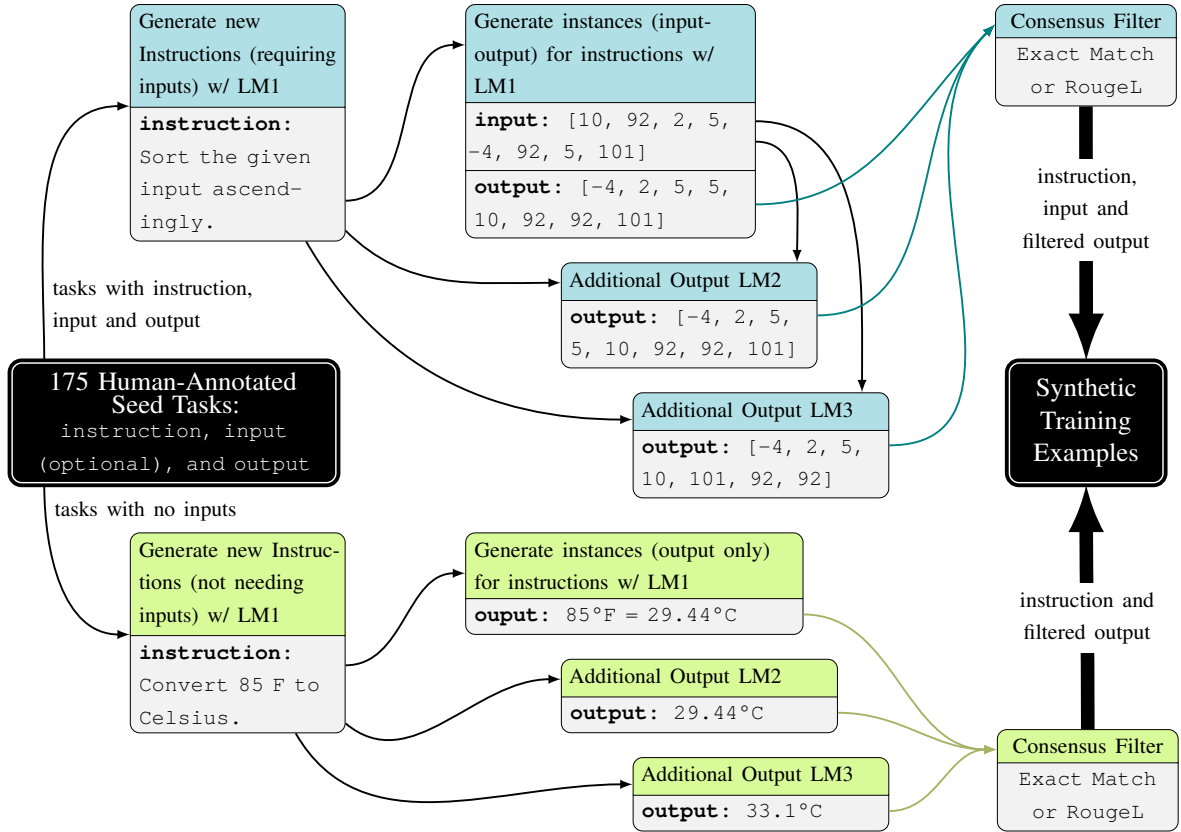 Generate new
Instructions (requiring
inputs) w/ LM1
instruction:
Sort the given
input ascend-
ingly.
Generate instances (input-
output) for instructions w/
LM1
input: [10, 92, 2, 5,
-4, 92, 5, 101]
output: [-4, 2, 5, 5,
10, 92, 92, 101]
Additional Output LM2
output: [-4, 2, 5,
5, 10, 92, 92, 101]
Additional Output LM3
output: [-4, 2, 5,
10, 101, 92, 92]
Consensus Filter
Exact Match
or RougeL
instruction,
input and
filtered output
tasks with instruction,
input and output
175 Human-Annotated
Seed Tasks:
instruction, input
(optional), and output
tasks with no inputs
Synthetic
Training
Examples
Generate new Instruc-
tions (not needing
inputs) w/ LM1
instruction:
Convert 85 F to
Celsius.
Generate instances (output only)
for instructions w/ LM1
ouput: 85°F = 29.44°C
Additional Output LM2
output: 29.44°C
Additional Output LM3
output: 33.1°C
instruction and
filtered output
Consensus Filter
Exact Match
or RougeL